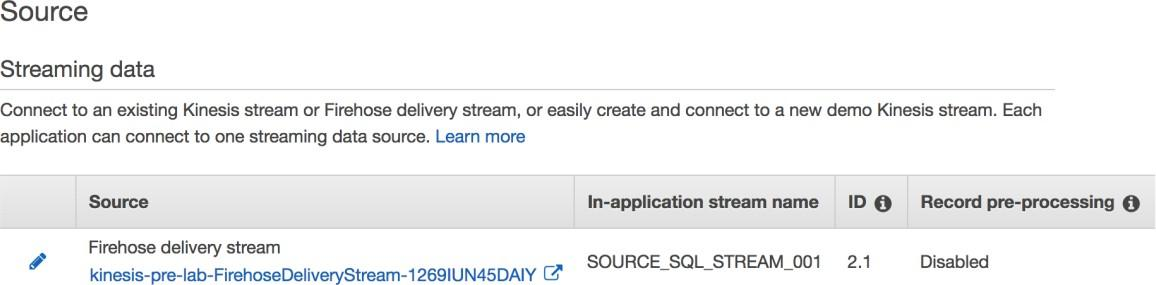 Source
Streaming data
Connect to an existing Kinesis stream or Firehose delivery stream, or easily create and connect to a new demo Kinesis stream. Each
application can connect to one streaming data source. Learn more
Source In-application stream name ID Record pre-processing
Firehose delivery stream
kinesis-pre-lab-FirehoseDeliveryStream-1269IUN45DAIY SOURCE_SQL_STREAM_001 2.1 Disabled